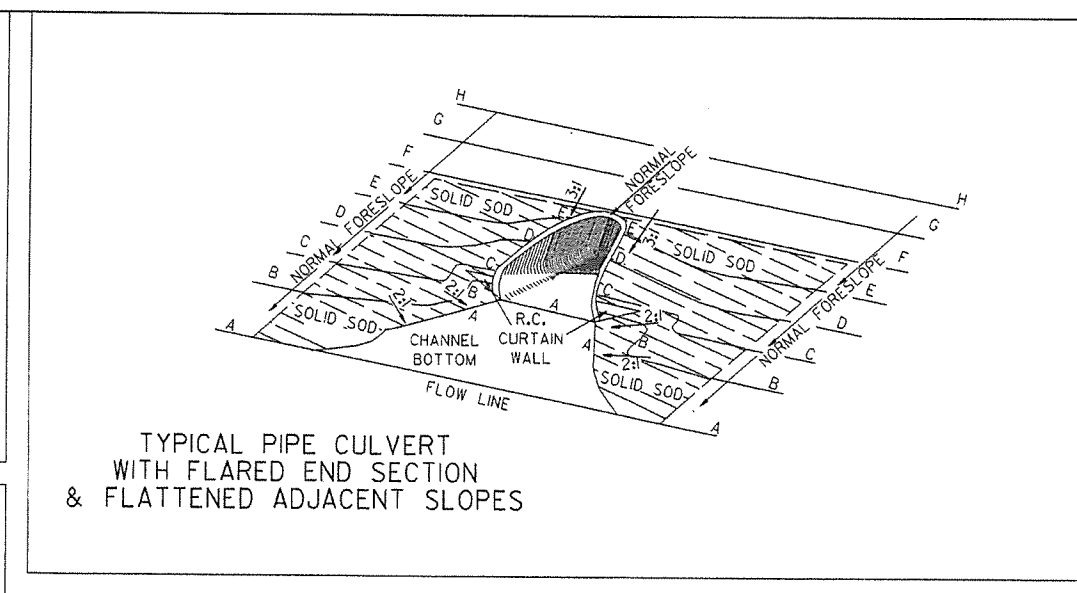 H
G
F
E
D
C
B
A
NORMAL FORESLOPE
SOLID SOD
SOLID SOD
2:1
2:1
3:1
E
D
C
B
A
NORMAL
FORESLOPE
E
3:1
D
C
A
2:1
B
A
2:1
SOLID SOD
SOLID SOD
NORMAL FORESLOPE
H
G
F
E
D
C
B
A
CHANNEL
BOTTOM
R.C.
CURTAIN
WALL
FLOW LINE
TYPICAL PIPE CULVERT
WITH FLARED END SECTION
& FLATTENED ADJACENT SLOPES